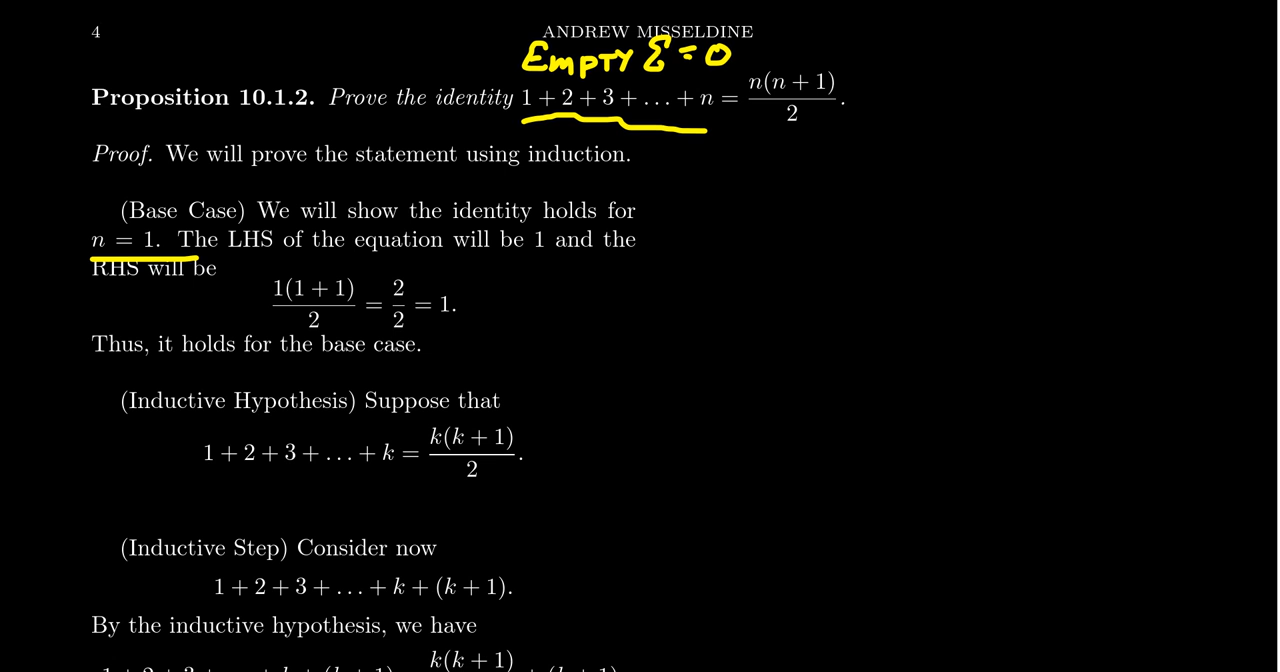 4 ANDREW MISSELDINE
EMPTY Σ = 0
Proposition 10.1.2. Prove the identity 1 + 2 + 3 + … + n = n(n + 1)/2.
Proof. We will prove the statement using induction.
(Base Case) We will show the identity holds for
n = 1. The LHS of the equation will be 1 and the
RHS will be
1(1 + 1)/2 = 2/2 = 1.
Thus, it holds for the base case.
(Inductive Hypothesis) Suppose that
1 + 2 + 3 + … + k = k(k + 1)/2.
(Inductive Step) Consider now
1 + 2 + 3 + … + k + (k + 1).
By the inductive hypothesis, we have
k(k + 1)